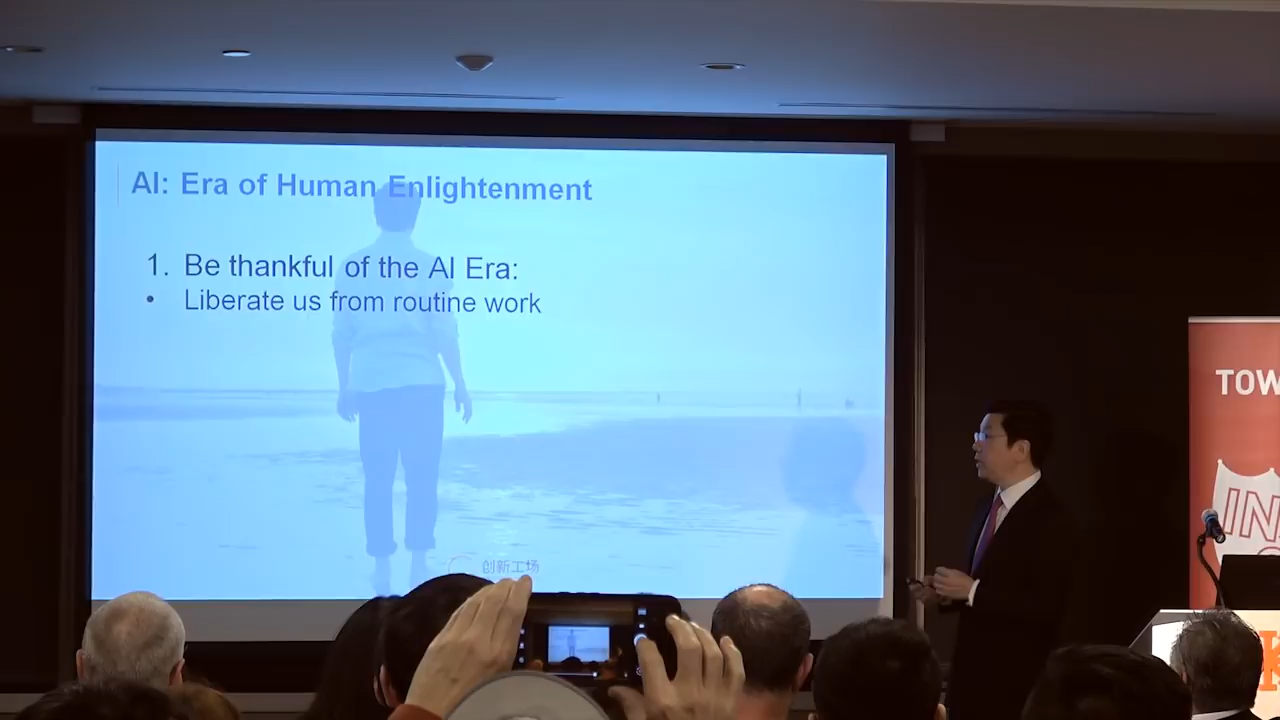 AI: Era of Human Enlightenment
1. Be thankful of the AI Era:
• Liberate us from routine work
创新工场
TOW
IN
K